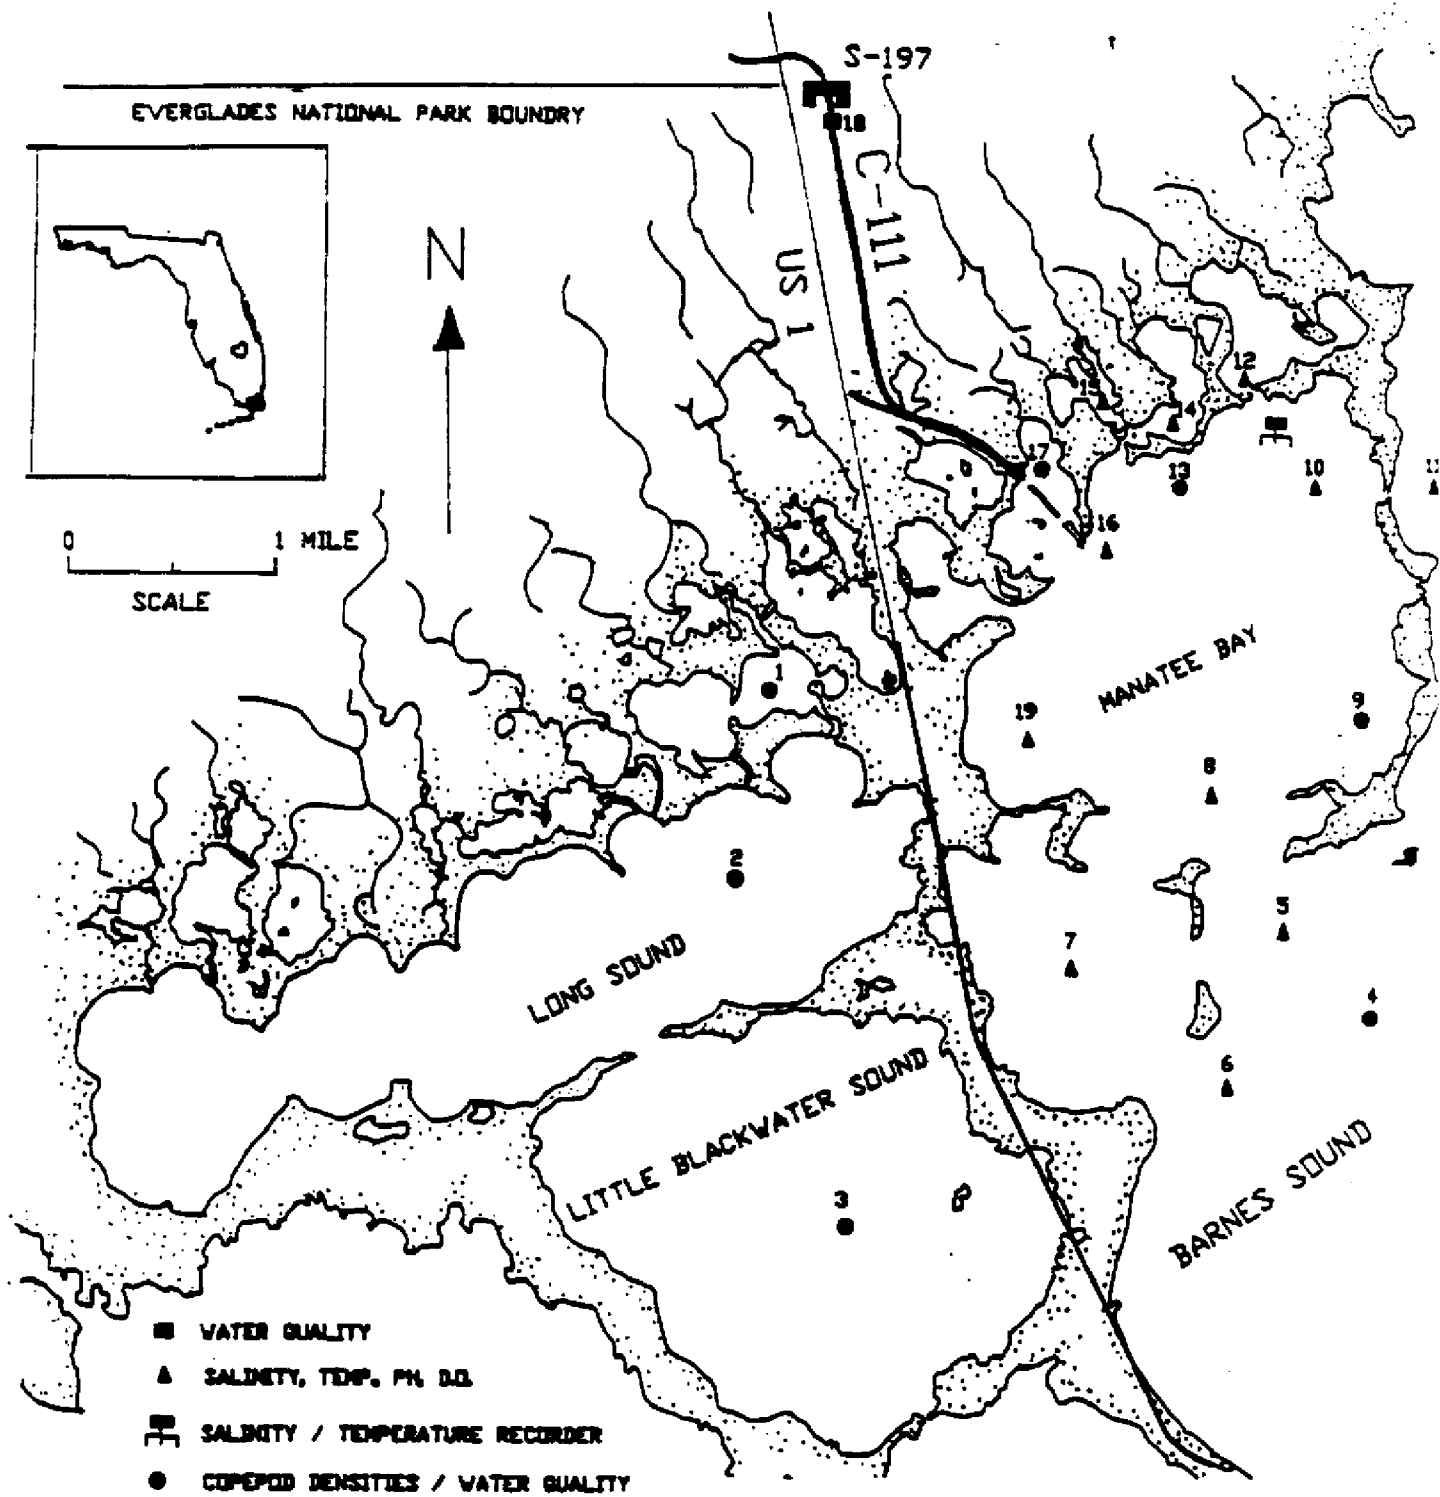 S-197
EVERGLADES NATIONAL PARK BOUNDRY
18
C-111
N
US 1
12
15
14
17
13
10
11
16
0 1 MILE
SCALE
MANATEE BAY
1
19
9
8
2
5
7
LONG SOUND
4
6
LITTLE BLACKWATER SOUND
BARNES SOUND
3
WATER QUALITY
SALINITY, TEMP. PH, D.O.
SALINITY / TEMPERATURE RECORDER
COPEPOD DENSITIES / WATER QUALITY